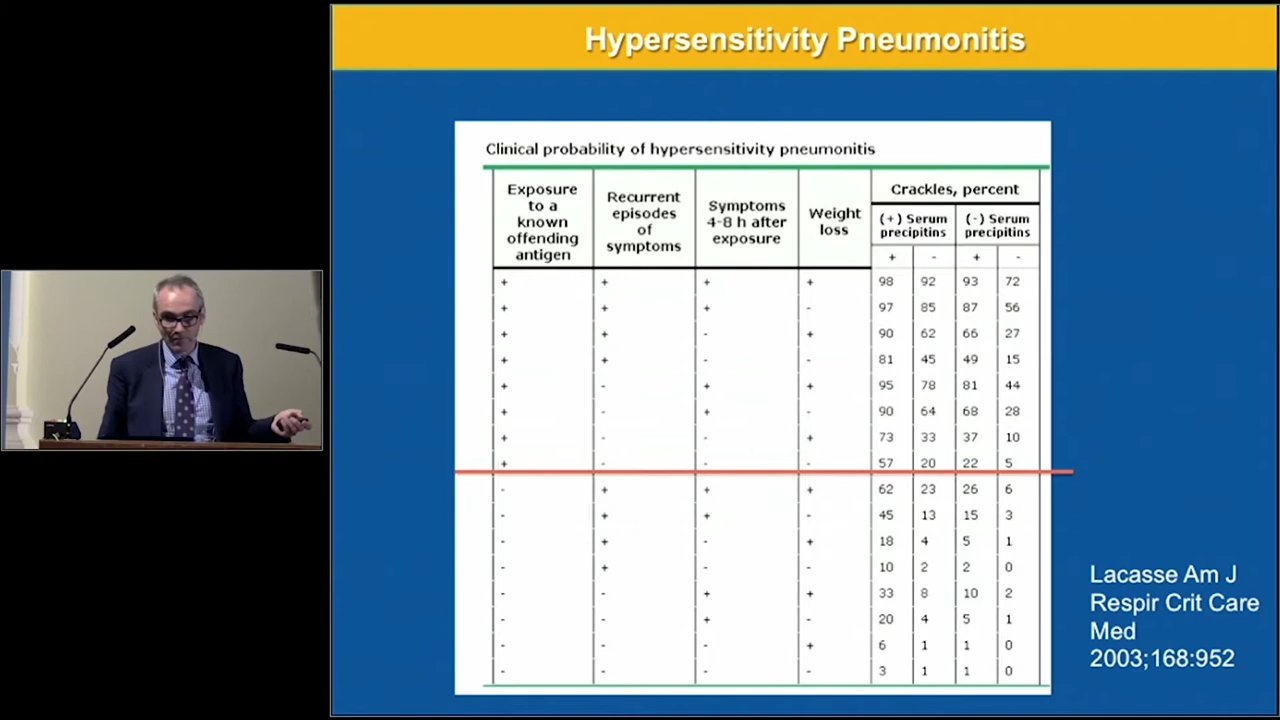 Hypersensitivity Pneumonitis
Clinical probability of hypersensitivity pneumonitis
Exposure
to a
known
offending
antigen
Recurrent
episodes
of
symptoms
Symptoms
4-8 h after
exposure
Weight
loss
Crackles, percent
(+) Serum
precipitins
(-) Serum
precipitins
+ - + -
+ + + + 98 92 93 72
+ + + - 97 85 87 56
+ + - + 90 62 66 27
+ + - - 81 45 49 15
+ - + + 95 78 81 44
+ - + - 90 64 68 28
+ - - + 73 33 37 10
+ - - - 57 20 22 5
- + + + 62 23 26 6
- + + - 45 13 15 3
- + - + 18 4 5 1
- + - - 10 2 2 0
- - + + 33 8 10 2
- - + - 20 4 5 1
- - - + 6 1 1 0
- - - - 3 1 1 0
Lacasse Am J
Respir Crit Care
Med
2003;168:952